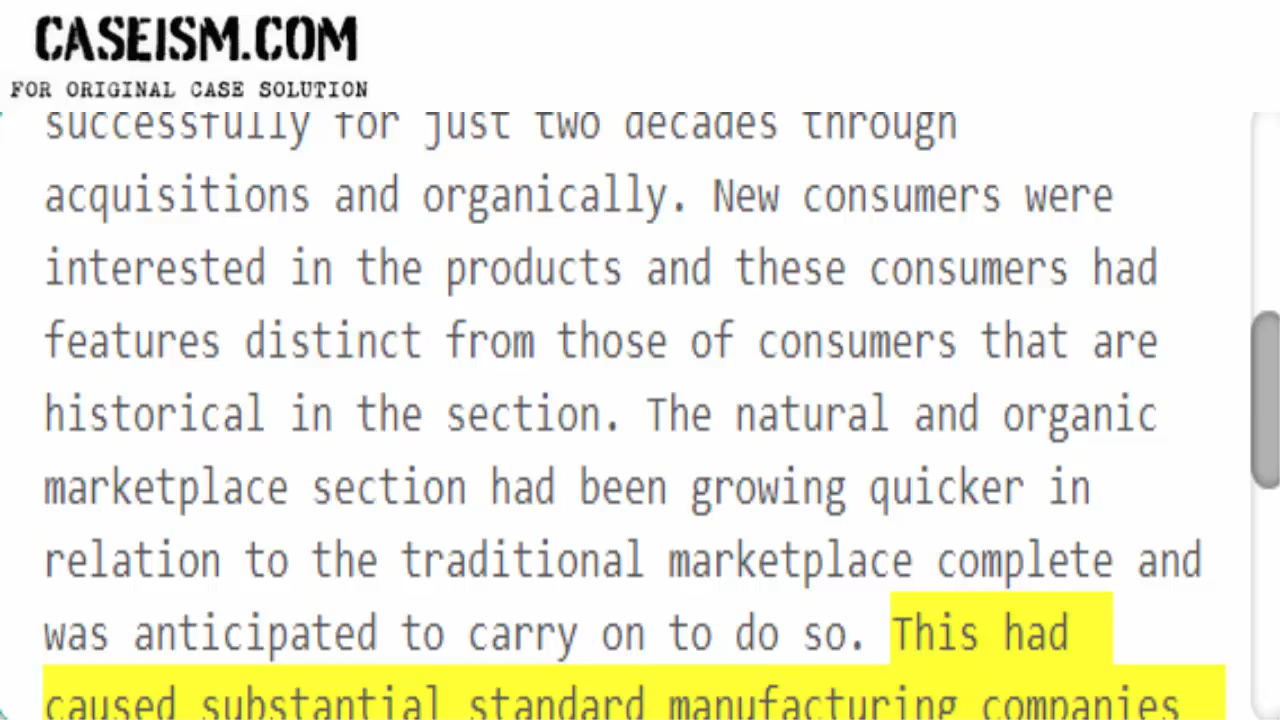 CASEISM.COM
FOR ORIGINAL CASE SOLUTION
successfully for just two decades through
acquisitions and organically. New consumers were
interested in the products and these consumers had
features distinct from those of consumers that are
historical in the section. The natural and organic
marketplace section had been growing quicker in
relation to the traditional marketplace complete and
was anticipated to carry on to do so. This had
caused substantial standard manufacturing companies